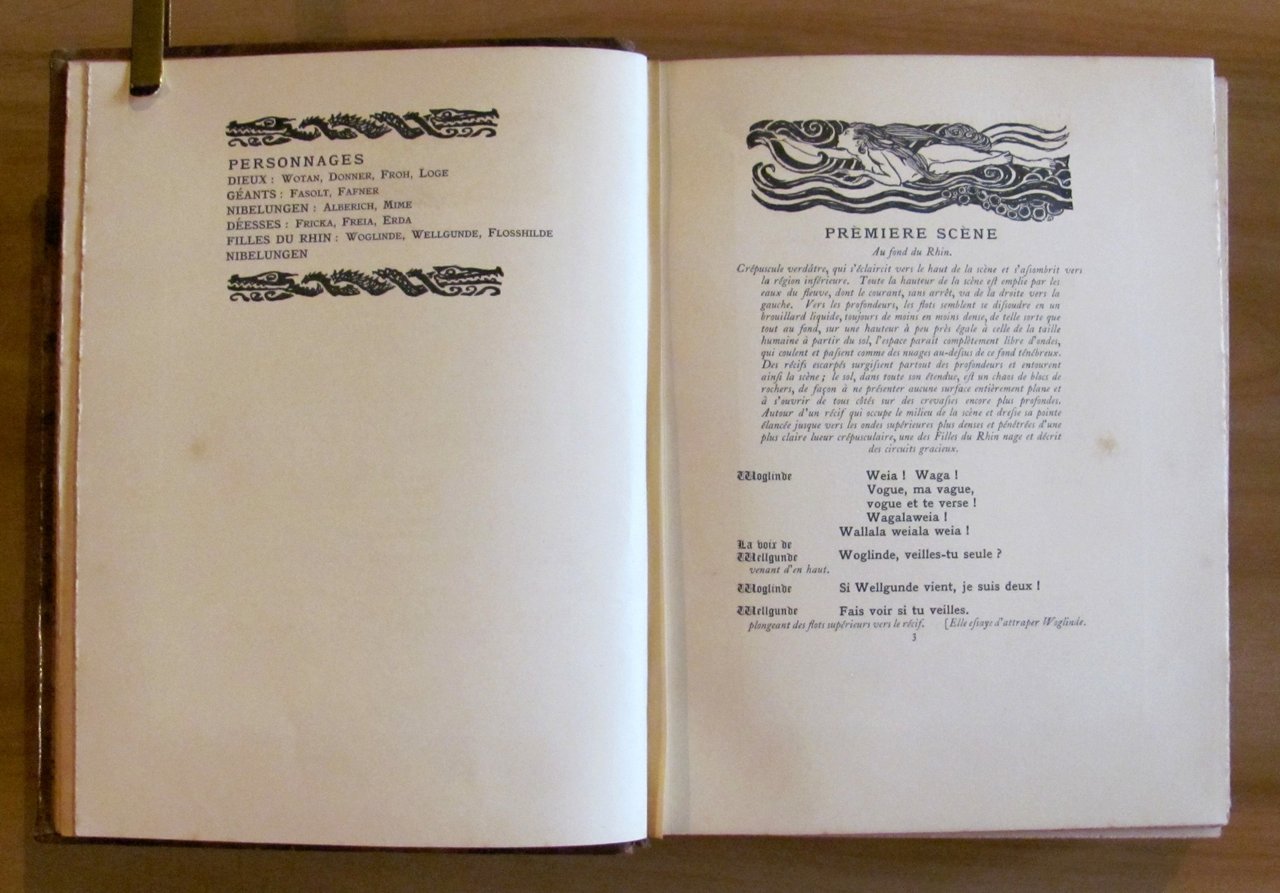 PERSONNAGES
DIEUX : WOTAN, DONNER, FROH, LOGE
GÉANTS : FASOLT, FAFNER
NIBELUNGEN : ALBERICH, MIME
DÉESSES : FRICKA, FREIA, ERDA
FILLES DU RHIN : WOGLINDE, WELLGUNDE, FLOSSHILDE
NIBELUNGEN
PREMIERE SCÈNE
Au fond du Rhin.
Crépuscule verdâtre, qui s'éclaircit vers le haut de la scène et s'aſsombrit vers
la région inférieure. Toute la hauteur de la scène est emplie par les
eaux du fleuve, dont le courant, sans arrêt, va de la droite vers la
gauche. Vers les profondeurs, les flots semblent se diſsoudre en un
brouillard liquide, toujours de moins en moins dense, de telle sorte que
tout au fond, sur une hauteur à peu près égale à celle de la taille
humaine à partir du sol, l'espace parait complètement libre d'ondes,
qui coulent et paſsent comme des nuages au-deſsus de ce fond ténébreux.
Des récifs escarpés surgiſsent partout des profondeurs et entourent
ainſi la scène ; le sol, dans toute son étendue, est un chaos de blocs de
rochers, de façon à ne présenter aucune surface entièrement plane et
à s'ouvrir de tous côtés sur des crevaſses encore plus profondes.
Autour d'un récif qui occupe le milieu de la scène et dreſse sa pointe
élancée jusque vers les ondes supérieures plus denses et pénétrées d'une
plus claire lueur crépusculaire, une des Filles du Rhin nage et décrit
des circuits gracieux.
Woglinde Weia ! Waga !
Vogue, ma vague,
vogue et te verse !
Wagalaweia !
Wallala weiala weia !
La voix de
Wellgunde Woglinde, veilles-tu seule ?
venant d'en haut.
Woglinde Si Wellgunde vient, je suis deux !
Wellgunde Fais voir si tu veilles.
plongeant des flots supérieurs vers le récif. [Elle eſsaye d'attraper Woglinde.
3